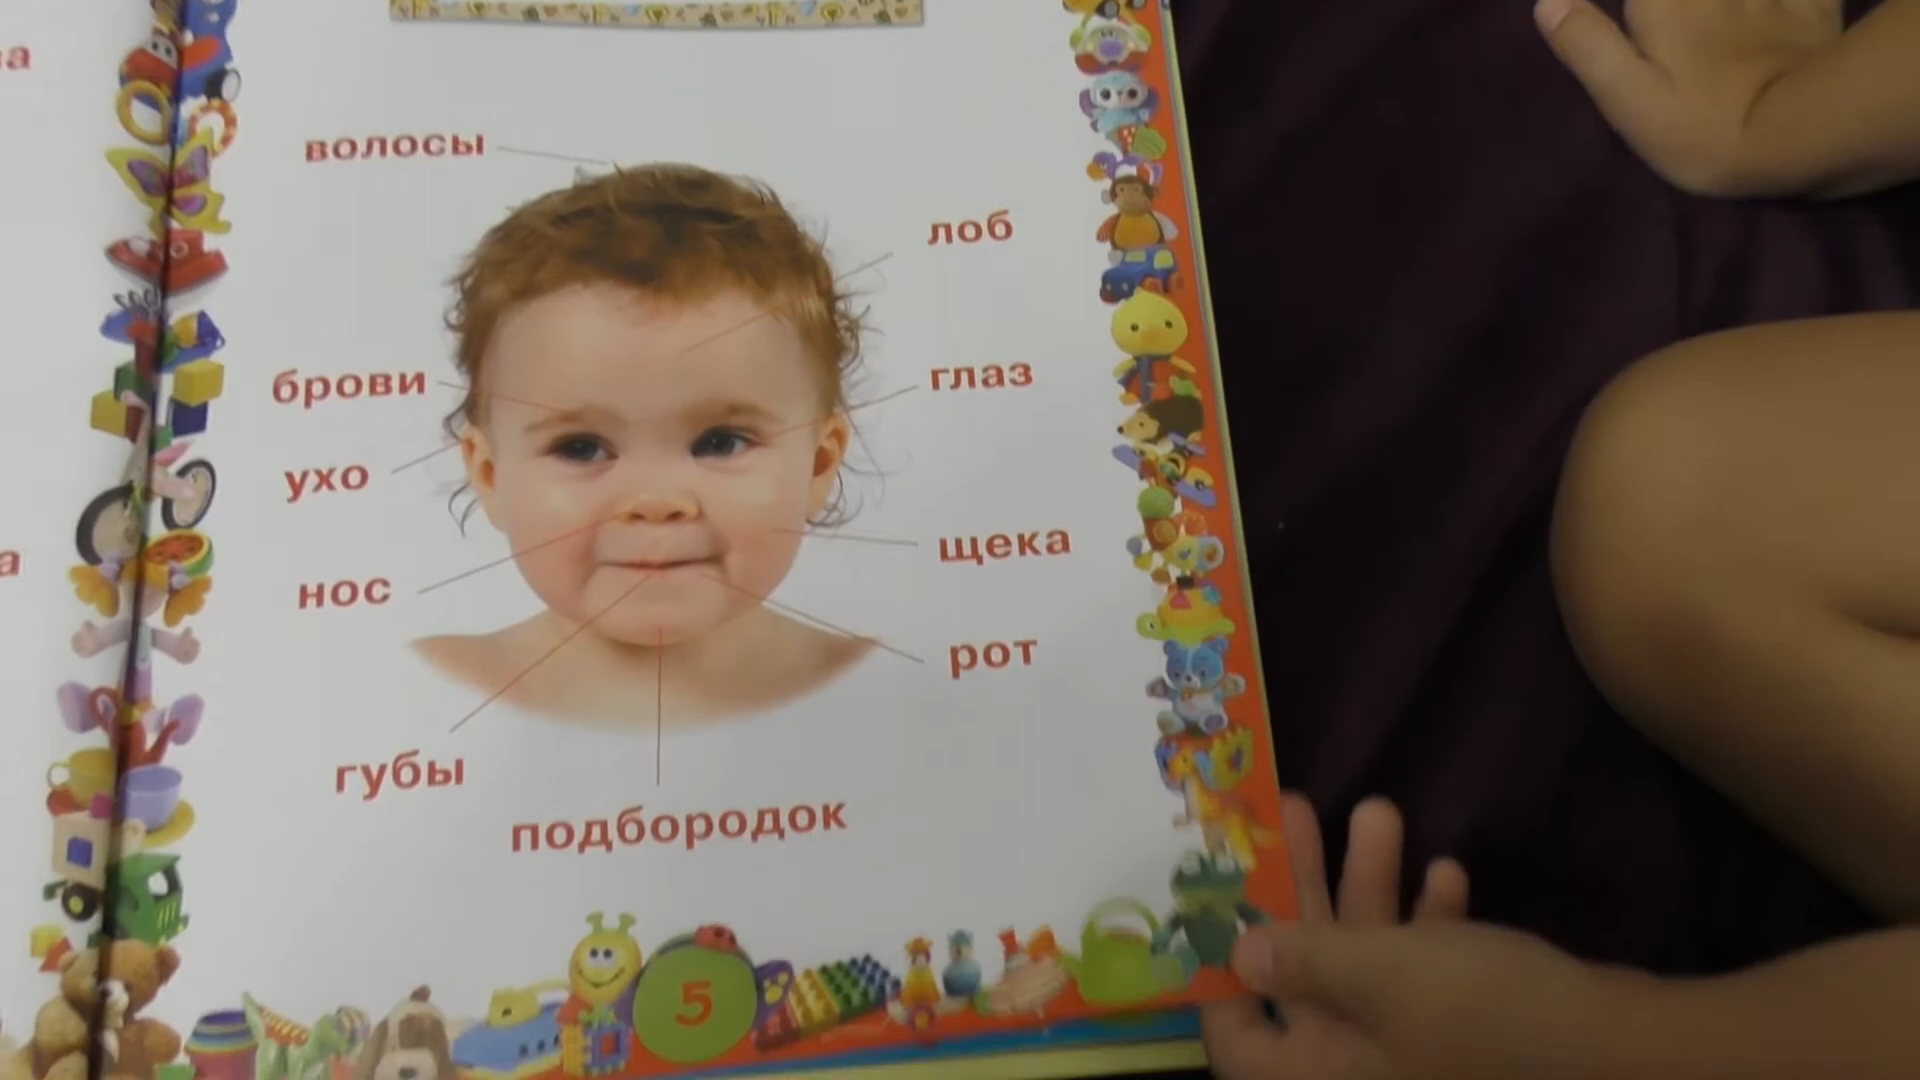 волосы
лоб
брови
глаз
ухо
щека
нос
рот
губы
подбородок
5